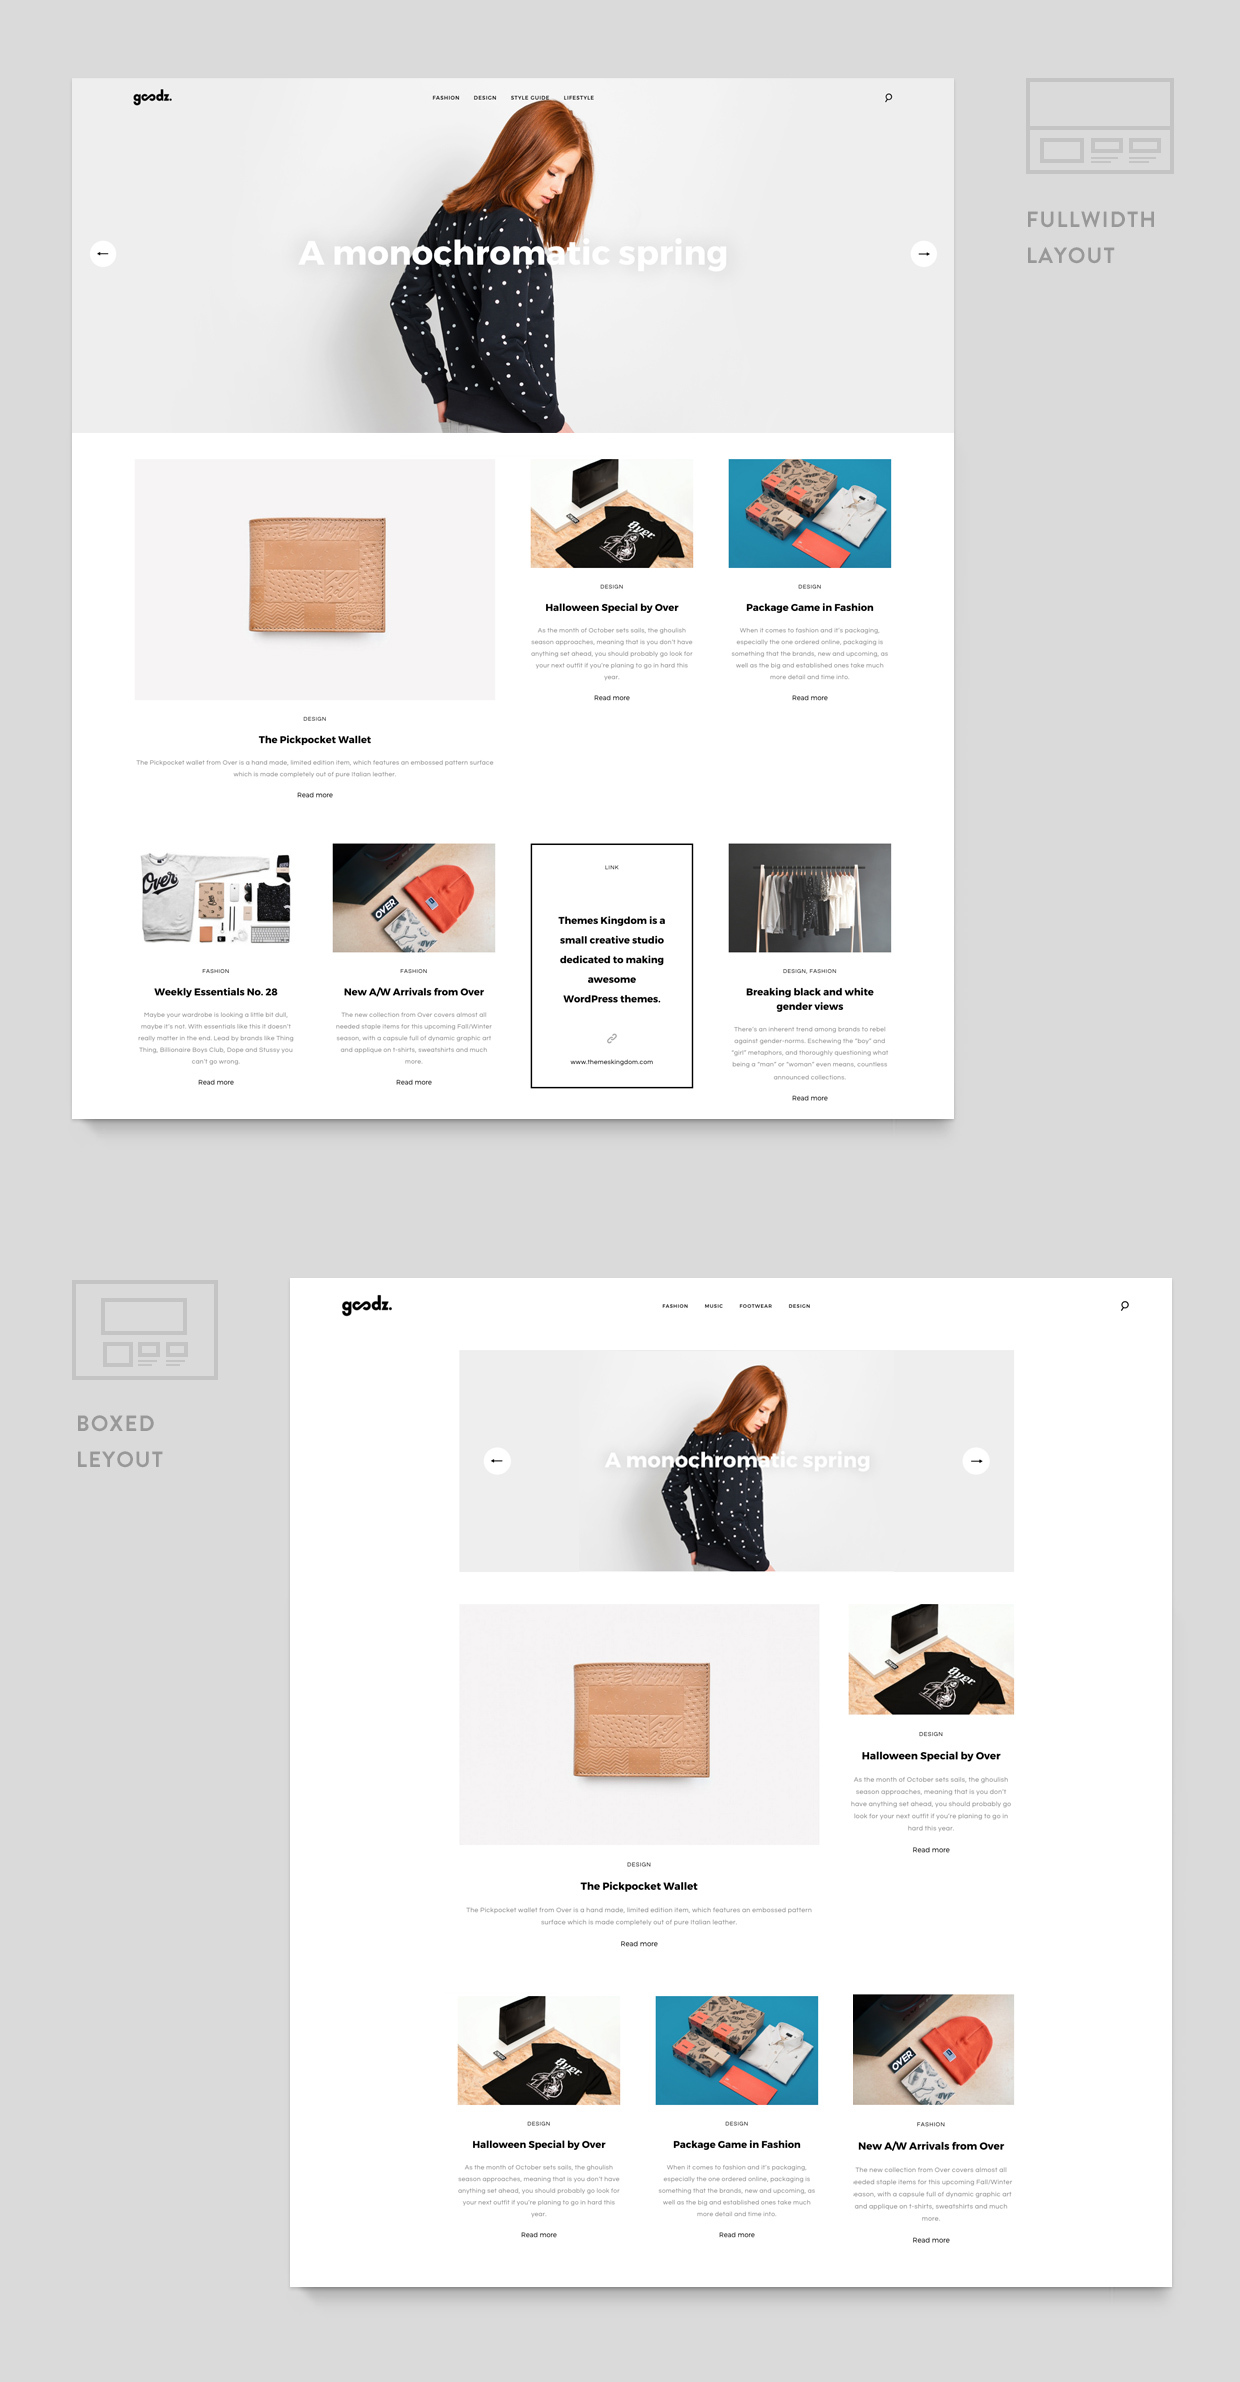 goodz.
FASHION DESIGN STYLE GUIDE LIFESTYLE
A monochromatic spring
FULLWIDTH
LAYOUT
OVER
Over
DESIGN
Halloween Special by Over
As the month of October sets sails, the ghoulish
season approaches, meaning that is you don't have
anything set ahead, you should probably go look for
your next outfit if you're planing to go in hard this
year.
Read more
DESIGN
Package Game in Fashion
When it comes to fashion and it's packaging,
especially the one ordered online, packaging is
something that the brands, new and upcoming, as
well as the big and established ones take much
more detail and time into.
Read more
DESIGN
The Pickpocket Wallet
The Pickpocket wallet from Over is a hand made, limited edition item, which features an embossed pattern surface
which is made completely out of pure Italian leather.
Read more
Over
FASHION
Weekly Essentials No. 28
Maybe your wardrobe is looking a little bit dull,
maybe it's not. With essentials like this it doesn't
really matter in the end. Lead by brands like Thing
Thing, Billionaire Boys Club, Dope and Stussy you
can't go wrong.
Read more
OVER
FASHION
New A/W Arrivals from Over
The new collection from Over covers almost all
needed staple items for this upcoming Fall/Winter
season, with a capsule full of dynamic graphic art
and applique on t-shirts, sweatshirts and much
more.
Read more
LINK
Themes Kingdom is a
small creative studio
dedicated to making
awesome
WordPress themes.
www.themeskingdom.com
DESIGN, FASHION
Breaking black and white
gender views
There's an inherent trend among brands to rebel
against gender-norms. Eschewing the "boy" and
"girl" metaphors, and thoroughly questioning what
being a "man" or "woman" even means, countless
announced collections.
Read more
BOXED
LEYOUT
goodz.
FASHION MUSIC FOOTWEAR DESIGN
A monochromatic spring
OVER
Over
DESIGN
Halloween Special by Over
As the month of October sets sails, the ghoulish
season approaches, meaning that is you don't
have anything set ahead, you should probably go
look for your next outfit if you're planing to go in
hard this year.
Read more
DESIGN
The Pickpocket Wallet
The Pickpocket wallet from Over is a hand made, limited edition item, which features an embossed pattern
surface which is made completely out of pure Italian leather.
Read more
Over
DESIGN
Halloween Special by Over
As the month of October sets sails, the ghoulish
season approaches, meaning that is you don't have
anything set ahead, you should probably go look for
your next outfit if you're planing to go in hard this
year.
Read more
DESIGN
Package Game in Fashion
When it comes to fashion and it's packaging,
especially the one ordered online, packaging is
something that the brands, new and upcoming, as
well as the big and established ones take much
more detail and time into.
Read more
OVER
FASHION
New A/W Arrivals from Over
The new collection from Over covers almost all
eeded staple items for this upcoming Fall/Winter
eason, with a capsule full of dynamic graphic art
and applique on t-shirts, sweatshirts and much
more.
Read more